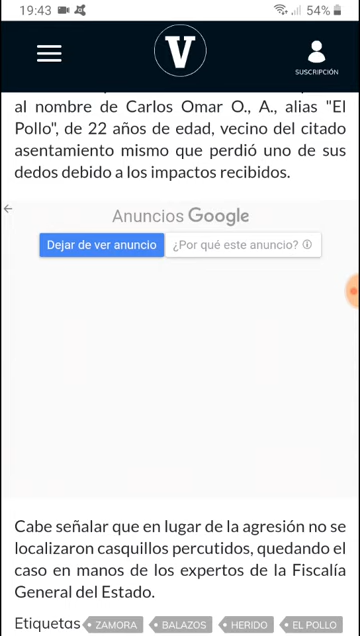 19:43 54%
V
SUSCRIPCIÓN
al nombre de Carlos Omar O., A., alias "El
Pollo", de 22 años de edad, vecino del citado
asentamiento mismo que perdió uno de sus
dedos debido a los impactos recibidos.
Anuncios Google
Dejar de ver anuncio ¿Por qué este anuncio?
Cabe señalar que en lugar de la agresión no se
localizaron casquillos percutidos, quedando el
caso en manos de los expertos de la Fiscalía
General del Estado.
Etiquetas ZAMORA BALAZOS HERIDO EL POLLO